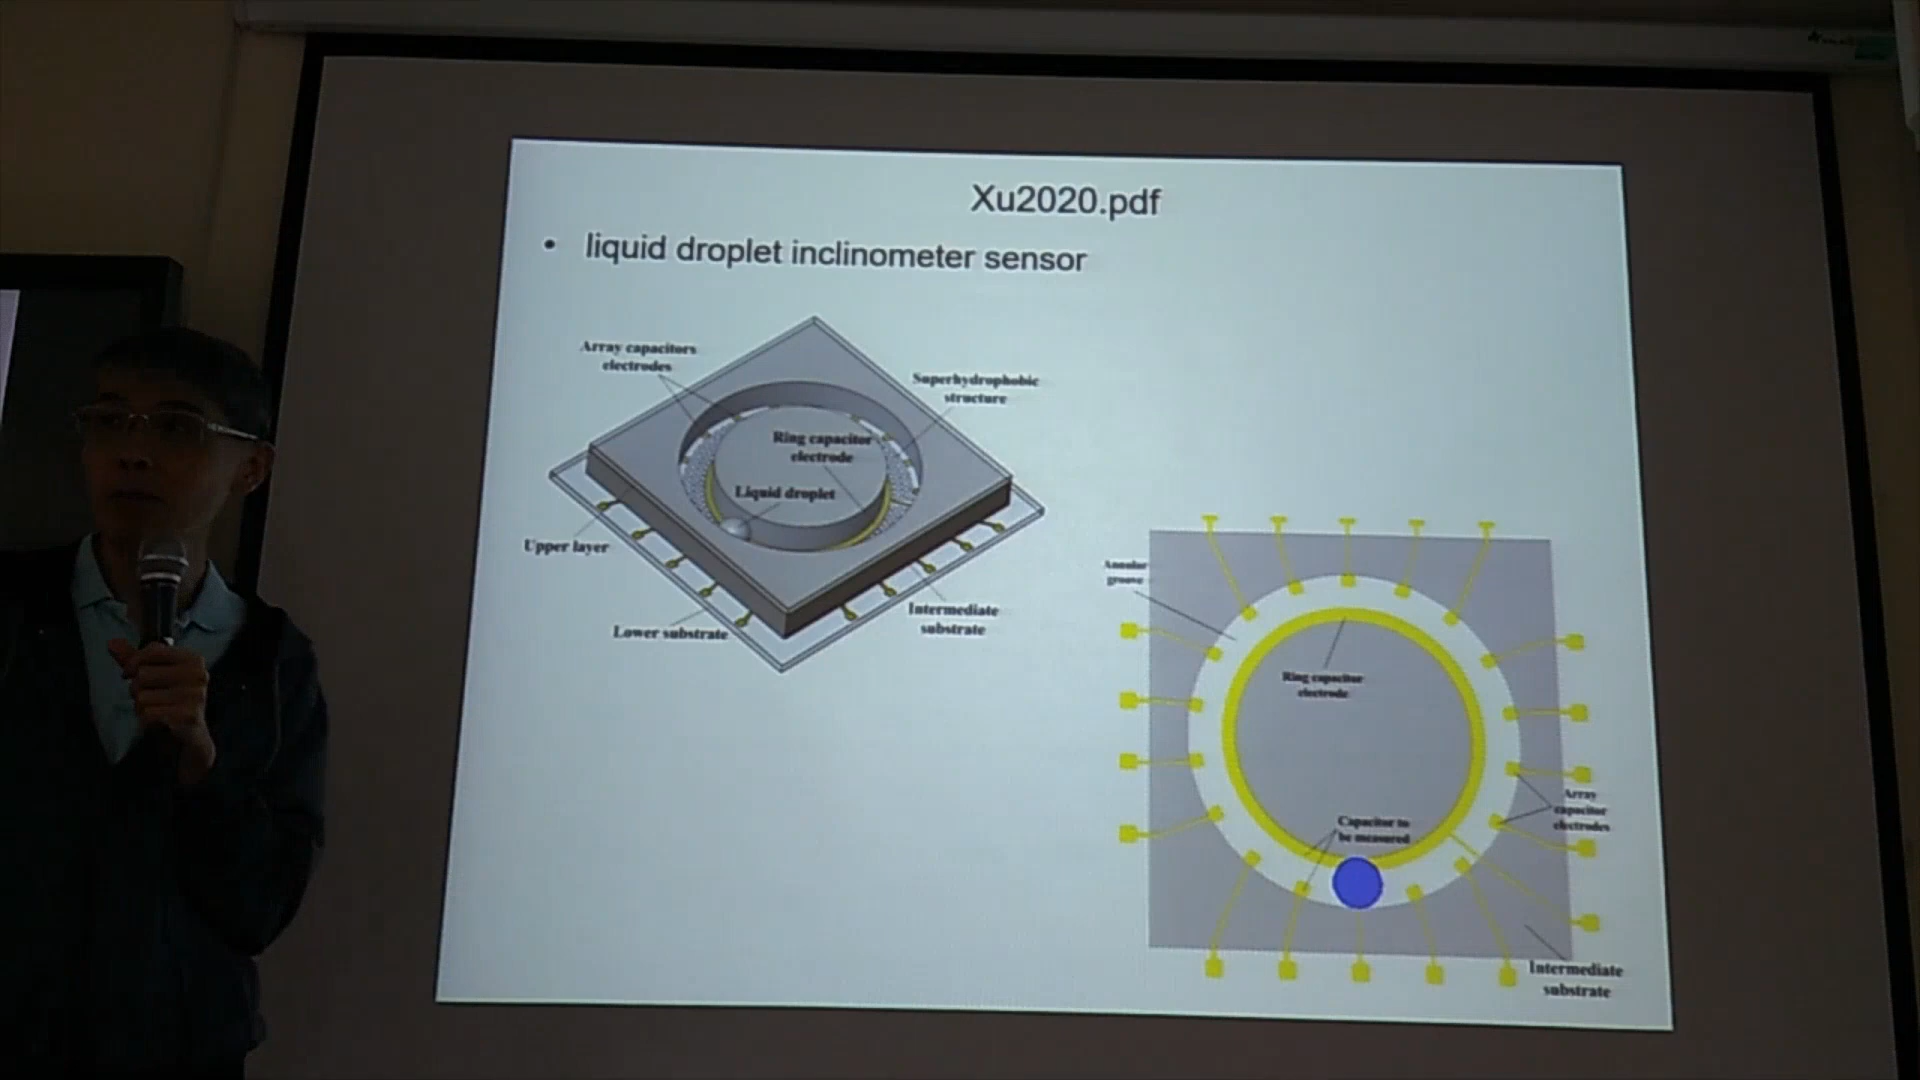 Xu2020.pdf
• liquid droplet inclinometer sensor
Array capacitors
electrodes
Superhydrophobic
structure
Ring capacitor
electrode
Liquid droplet
Upper layer
Lower substrate
Intermediate
substrate
Annular
groove
Ring capacitor
electrode
Capacitor to
be measured
Array
capacitor
electrodes
Intermediate
substrate